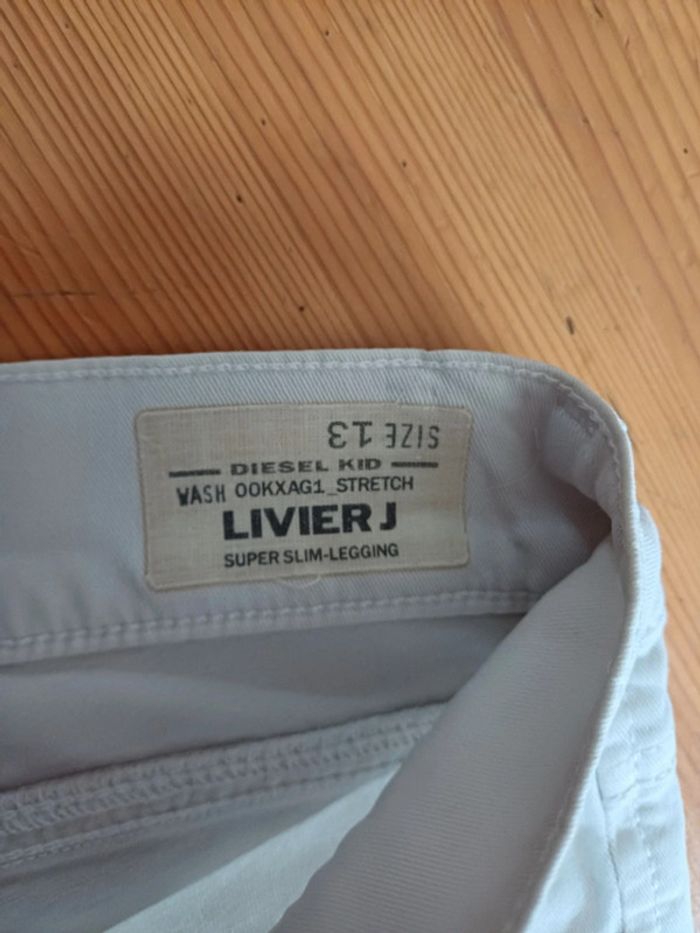 SIZE 13
DIESEL KID
WASH 00KXAG1_STRETCH
LIVIER J
SUPER SLIM-LEGGING